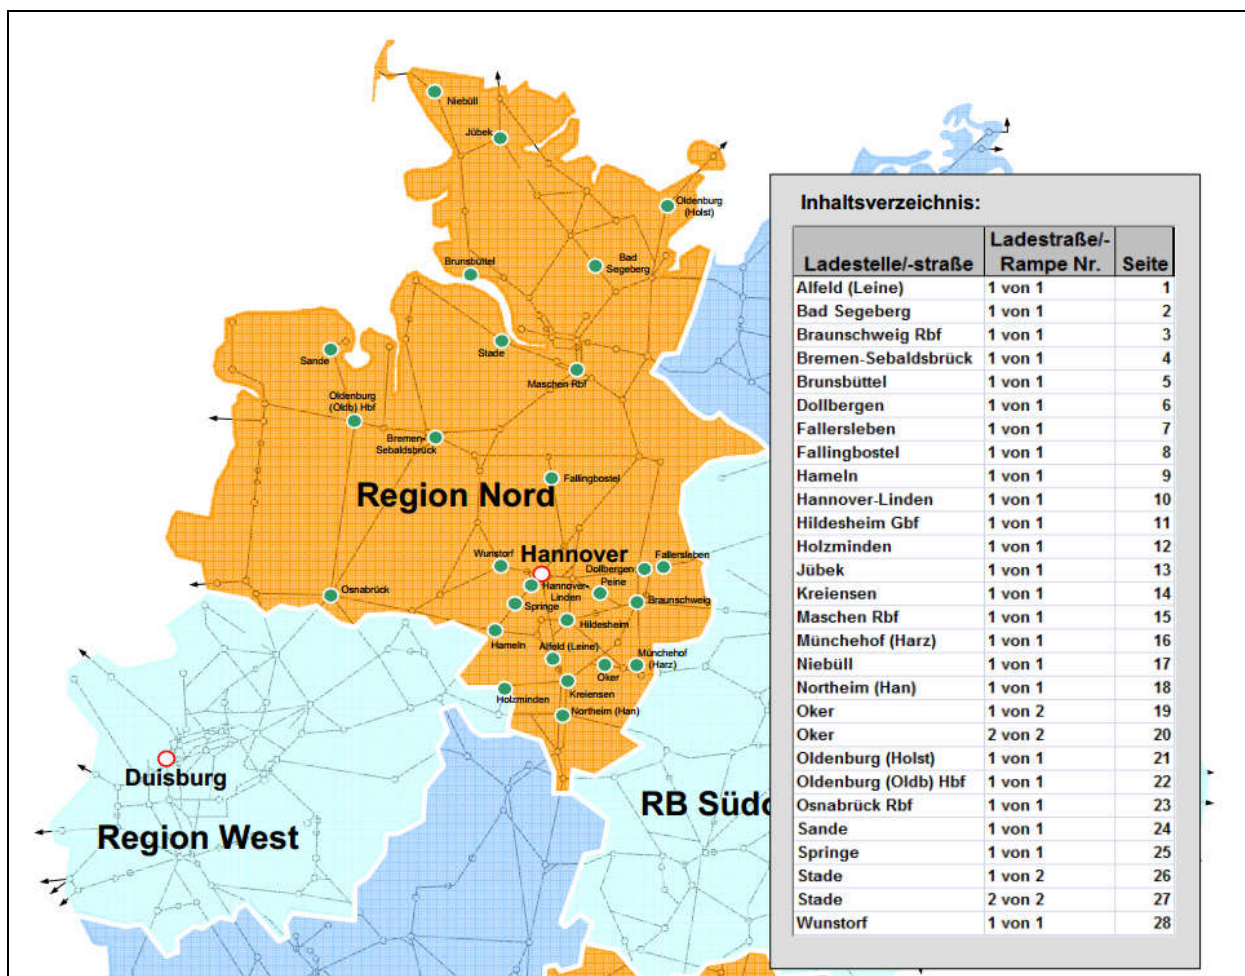 Niebüll
Jübek
Oldenburg
(Holst)
Brunsbüttel
Bad
Segeberg
Sande
Stade
Maschen Rbf
Oldenburg
(Oldb) Hbf
Bremen-
Sebaldsbrück
Fallingbostel
Region Nord
Wunstorf
Hannover
Dollbergen
Fallersleben
Peine
Hannover-
Linden
Osnabrück
Springe
Braunschweig
Hildesheim
Hameln
Alfeld (Leine)
Münchehof
(Harz)
Oker
Kreiensen
Holzminden
Northeim (Han)
Duisburg
Region West
RB Südo
Inhaltsverzeichnis:
Ladestelle/-straße Ladestraße/-Rampe Nr. Seite
Alfeld (Leine) 1 von 1 1
Bad Segeberg 1 von 1 2
Braunschweig Rbf 1 von 1 3
Bremen-Sebaldsbrück 1 von 1 4
Brunsbüttel 1 von 1 5
Dollbergen 1 von 1 6
Fallersleben 1 von 1 7
Fallingbostel 1 von 1 8
Hameln 1 von 1 9
Hannover-Linden 1 von 1 10
Hildesheim Gbf 1 von 1 11
Holzminden 1 von 1 12
Jübek 1 von 1 13
Kreiensen 1 von 1 14
Maschen Rbf 1 von 1 15
Münchehof (Harz) 1 von 1 16
Niebüll 1 von 1 17
Northeim (Han) 1 von 1 18
Oker 1 von 2 19
Oker 2 von 2 20
Oldenburg (Holst) 1 von 1 21
Oldenburg (Oldb) Hbf 1 von 1 22
Osnabrück Rbf 1 von 1 23
Sande 1 von 1 24
Springe 1 von 1 25
Stade 1 von 2 26
Stade 2 von 2 27
Wunstorf 1 von 1 28